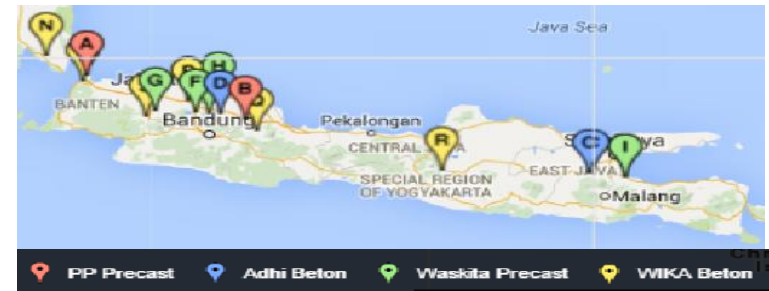 N
A
Java Sea
H
G
F
D
B
BANTEN
Bandung
Pekalongan
CENTRAL
R
C
I
EAST JAVA
SPECIAL REGION
OF YOGYAKARTA
Malang
PP Precast
Adhi Beton
Waskita Precast
WIKA Beton